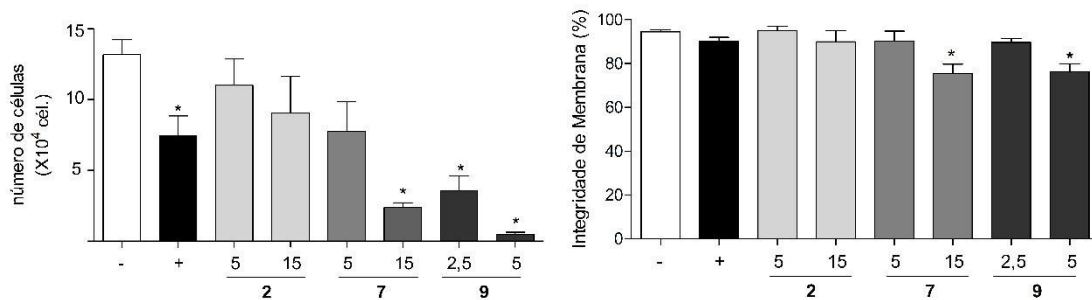 número de células
(X10⁴ cél.)
15
10
5
*
*
*
*
- + 5 15 5 15 2,5 5
2 7 9
Integridade de Membrana (%)
100
80
60
40
20
0
*
*
- + 5 15 5 15 2,5 5
2 7 9